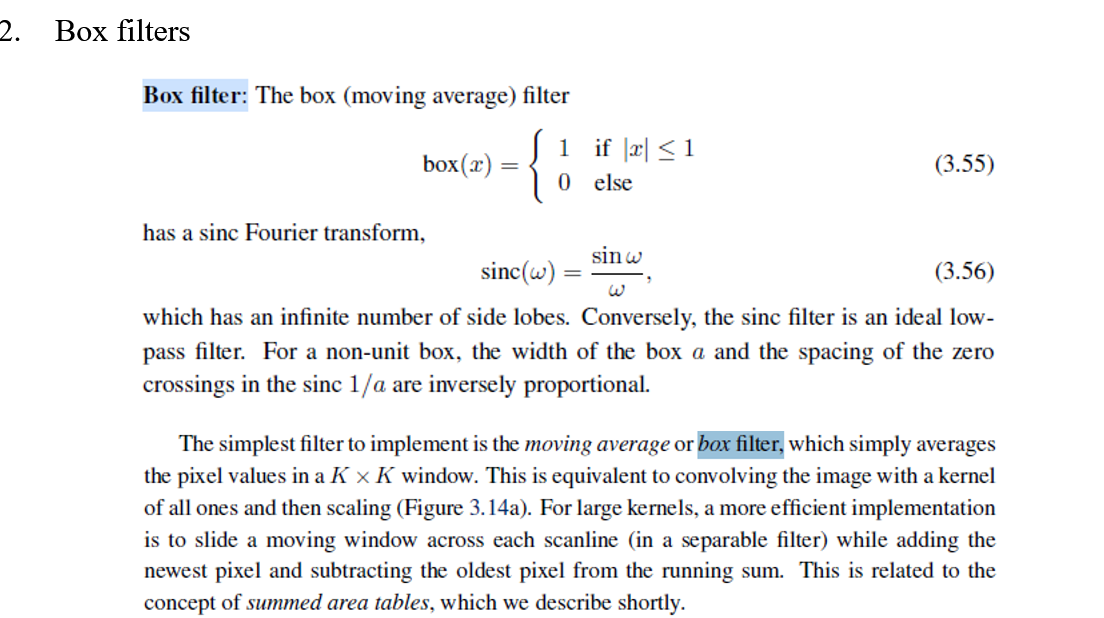 2. Box filters
Box filter: The box (moving average) filter
box(x) = { 1 if |x| ≤ 1
0 else (3.55)
has a sinc Fourier transform,
sinc(ω) = sin ω / ω, (3.56)
which has an infinite number of side lobes. Conversely, the sinc filter is an ideal low-
pass filter. For a non-unit box, the width of the box a and the spacing of the zero
crossings in the sinc 1/a are inversely proportional.
The simplest filter to implement is the moving average or box filter, which simply averages
the pixel values in a K × K window. This is equivalent to convolving the image with a kernel
of all ones and then scaling (Figure 3.14a). For large kernels, a more efficient implementation
is to slide a moving window across each scanline (in a separable filter) while adding the
newest pixel and subtracting the oldest pixel from the running sum. This is related to the
concept of summed area tables, which we describe shortly.